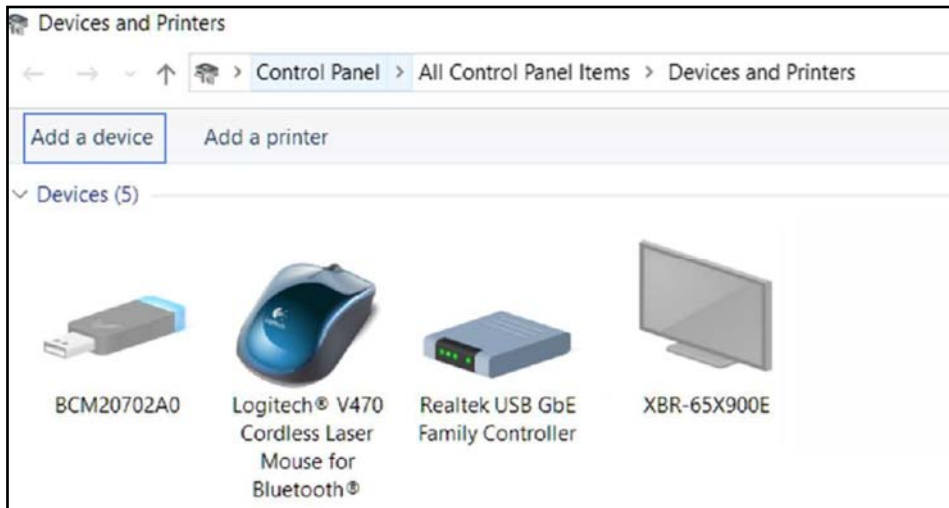 Devices and Printers
Control Panel > All Control Panel Items > Devices and Printers
Add a device Add a printer
Devices (5)
BCM20702A0
Logitech® V470
Cordless Laser
Mouse for
Bluetooth®
Realtek USB GbE
Family Controller
XBR-65X900E